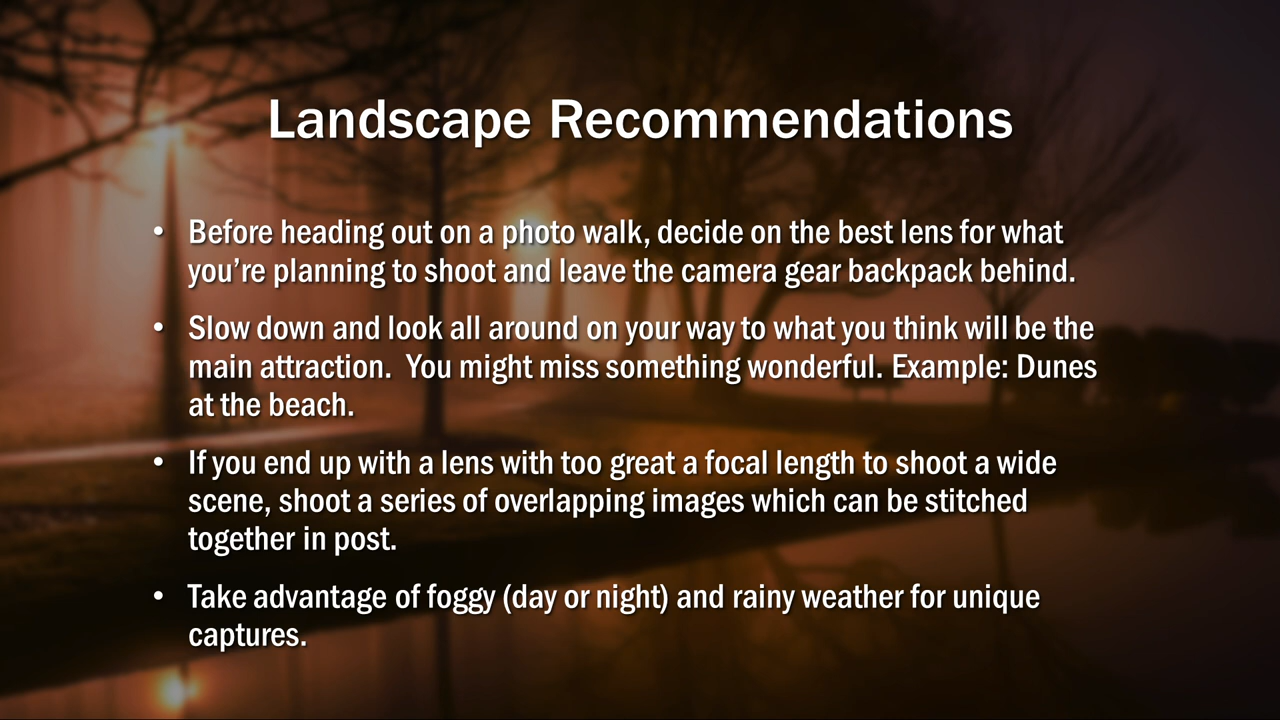 Landscape Recommendations
• Before heading out on a photo walk, decide on the best lens for what
you’re planning to shoot and leave the camera gear backpack behind.
• Slow down and look all around on your way to what you think will be the
main attraction.  You might miss something wonderful. Example: Dunes
at the beach.
• If you end up with a lens with too great a focal length to shoot a wide
scene, shoot a series of overlapping images which can be stitched
together in post.
• Take advantage of foggy (day or night) and rainy weather for unique
captures.